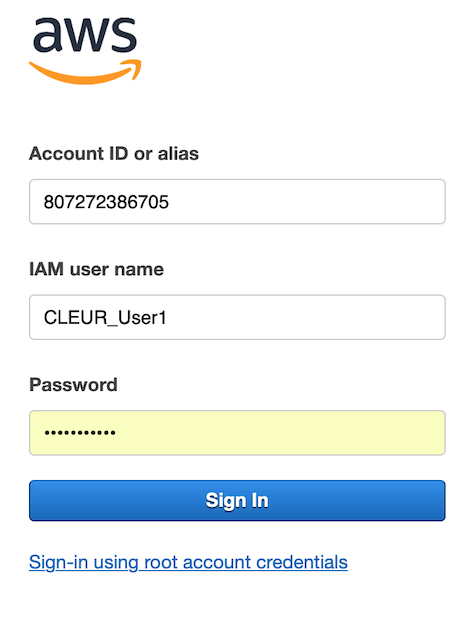 aws
Account ID or alias
807272386705
IAM user name
CLEUR_User1
Password
•••••••••••
Sign In
Sign-in using root account credentials